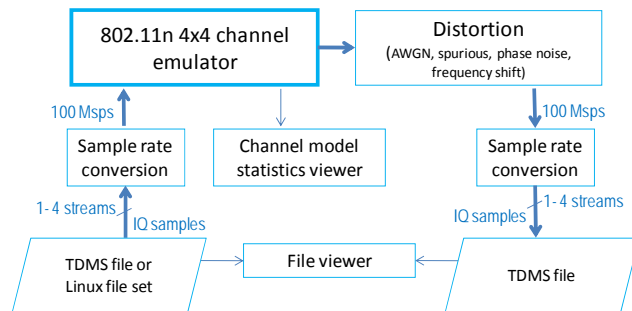 802.11n 4x4 channel
emulator
Distortion
(AWGN, spurious, phase noise,
frequency shift)
100 Msps
100 Msps
Sample rate
conversion
Channel model
statistics viewer
Sample rate
conversion
1- 4 streams
IQ samples
1- 4 streams
IQ samples
TDMS file or
Linux file set
File viewer
TDMS file